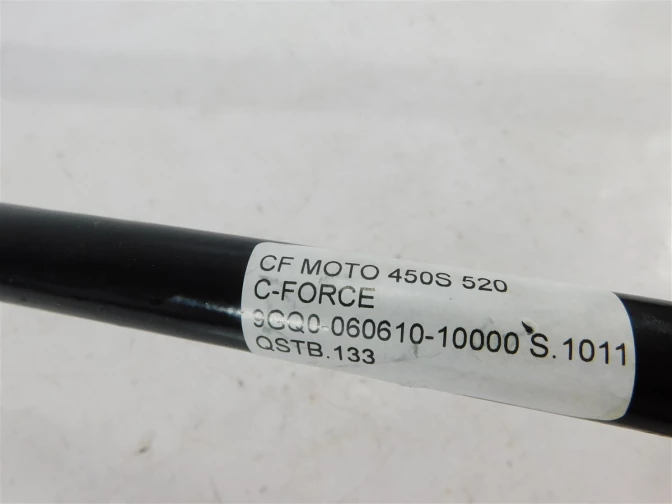 CF MOTO 450S 520
C-FORCE
9GQ0-060610-10000 S.1011
QSTB.133